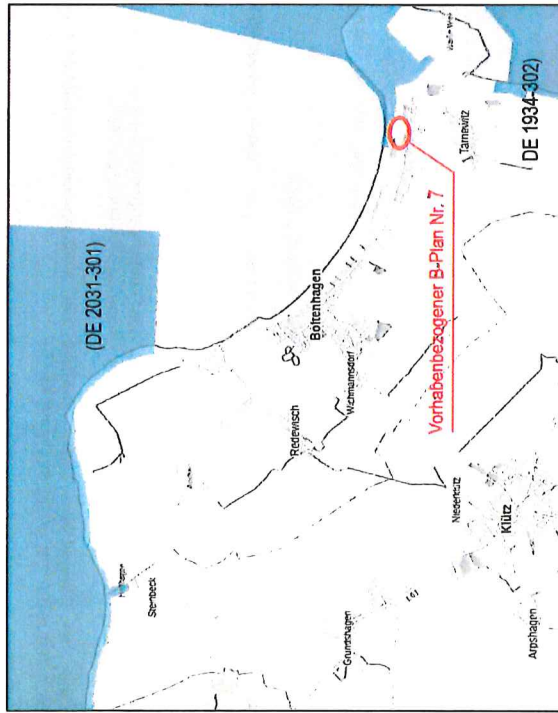 (DE 2031-301)
Steinbeck
Redewisch
Boltenhagen
Wichmannsdorf
Tarnewitz
(DE 1934-302)
Vorhabenbezogener B-Plan Nr. 7
Grundshagen
Niederklütz
Klütz
Arpshagen